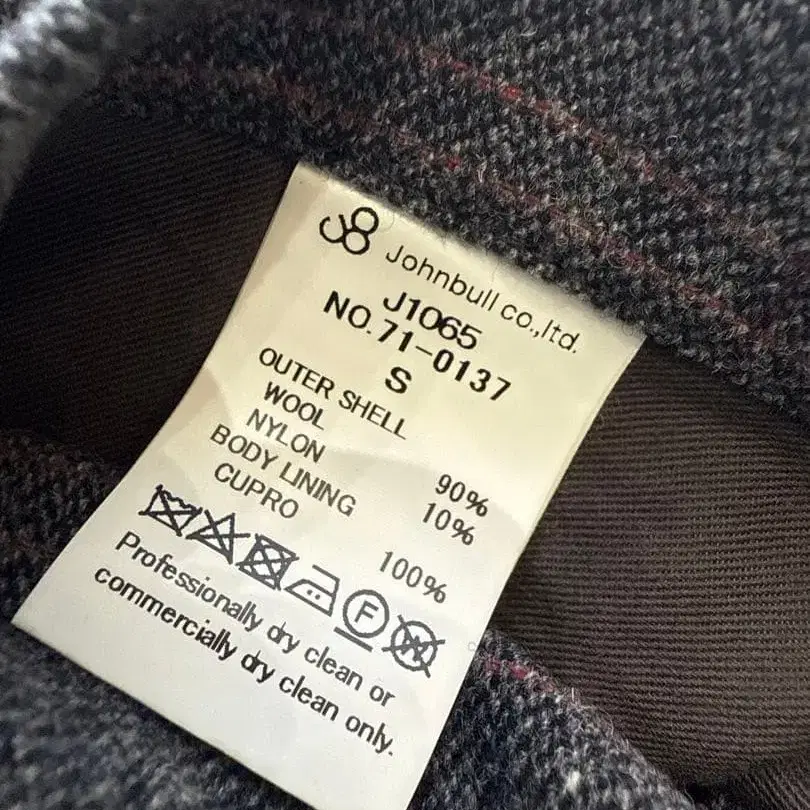 JB Johnbull co.,ltd.
J1065
NO.71-0137
S
OUTER SHELL
WOOL 90%
NYLON 10%
BODY LINING
CUPRO 100%
F W
Professionally dry clean or
commercially dry clean only.